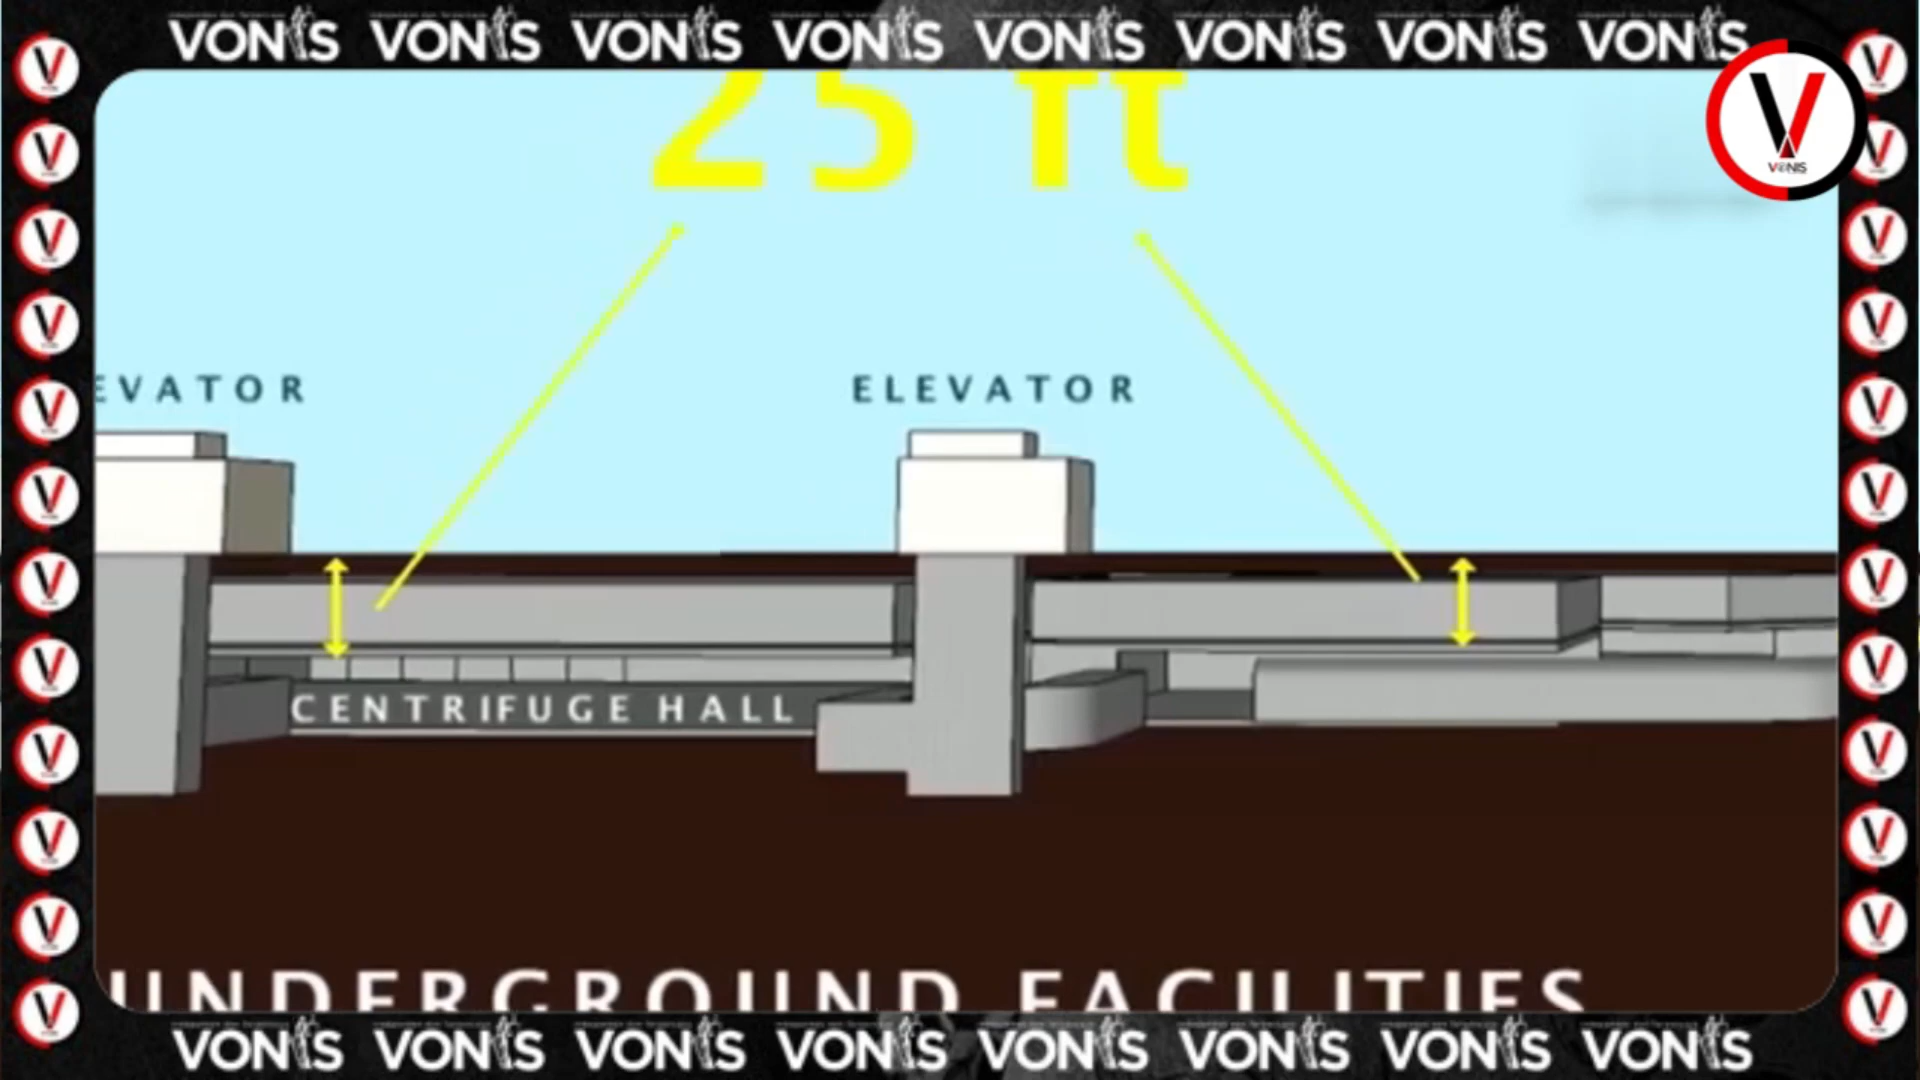 VONIS VONIS VONIS VONIS VONIS VONIS VONIS VONIS
25 ft
VONIS
EVATOR
ELEVATOR
CENTRIFUGE HALL
UNDERGROUND FACILITIES
VONIS VONIS VONIS VONIS VONIS VONIS VONIS VONIS